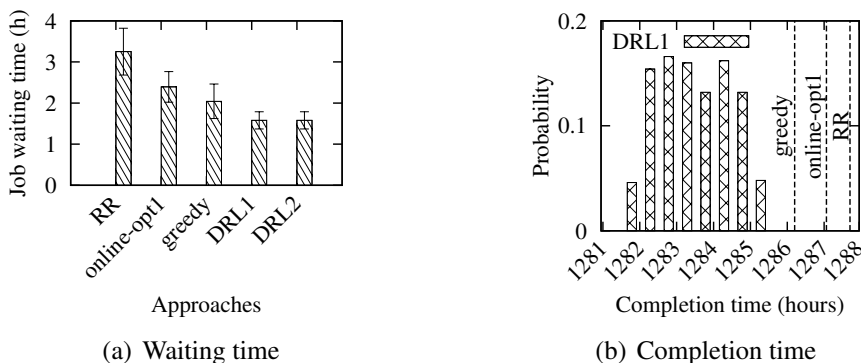 Job waiting time (h)
4
3
2
1
0
RR
online-opt1
greedy
DRL1
DRL2
Approaches
(a) Waiting time
Probability
0.2
0.1
0
DRL1
greedy
online-opt1
RR
1281
1282
1283
1284
1285
1286
1287
1288
Completion time (hours)
(b) Completion time